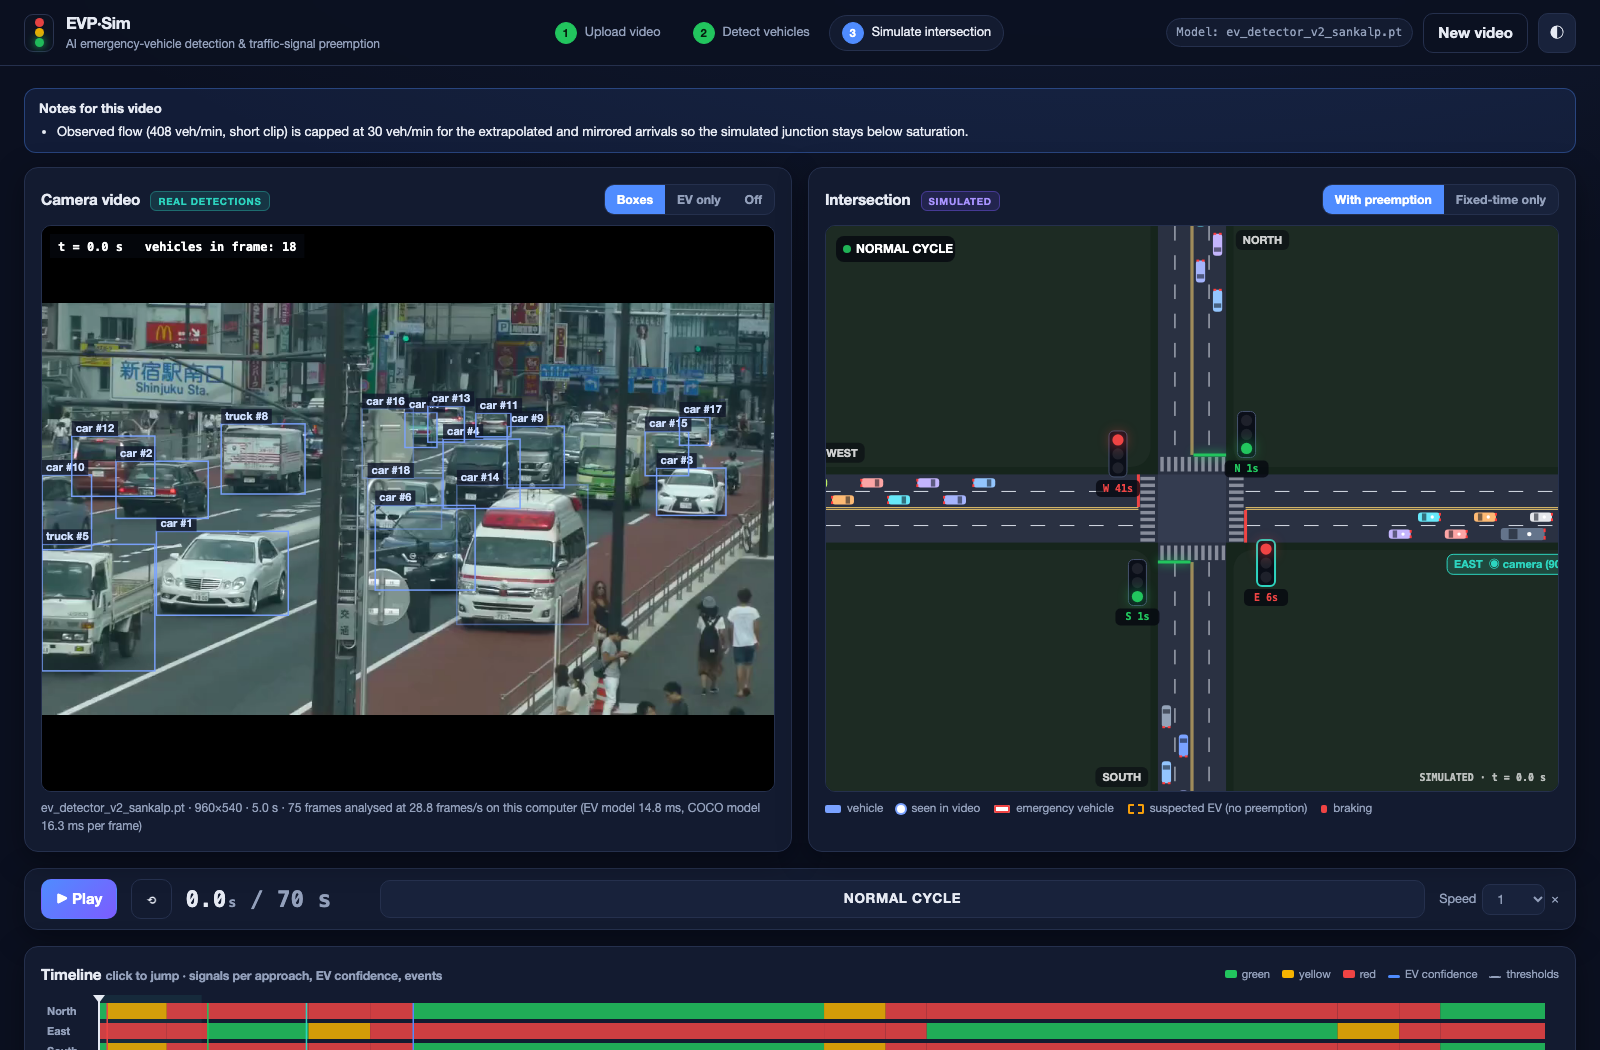 EVP·Sim
AI emergency-vehicle detection & traffic-signal preemption
1 Upload video
2 Detect vehicles
3 Simulate intersection
Model: ev_detector_v2_sankalp.pt
New video
Notes for this video
• Observed flow (408 veh/min, short clip) is capped at 30 veh/min for the extrapolated and mirrored arrivals so the simulated junction stays below saturation.
Camera video
REAL DETECTIONS
Boxes
EV only
Off
t = 0.0 s vehicles in frame: 18
新宿駅南口
Shinjuku Sta.
car #16
car #13
car #11
car #17
truck #8
car #9
car #15
car #12
car #4
car #2
car #3
car #10
car #18
car #14
car #6
car #1
truck #5
交通
ev_detector_v2_sankalp.pt · 960×540 · 5.0 s · 75 frames analysed at 28.8 frames/s on this computer (EV model 14.8 ms, COCO model
16.3 ms per frame)
Intersection
SIMULATED
With preemption
Fixed-time only
NORMAL CYCLE
NORTH
WEST
N 1s
W 41s
EAST camera (90
E 6s
S 1s
SOUTH
SIMULATED · t = 0.0 s
vehicle
seen in video
emergency vehicle
suspected EV (no preemption)
braking
Play
0.0s / 70 s
NORMAL CYCLE
Speed 1 ×
Timeline click to jump · signals per approach, EV confidence, events
green
yellow
red
EV confidence
thresholds
North
East
South